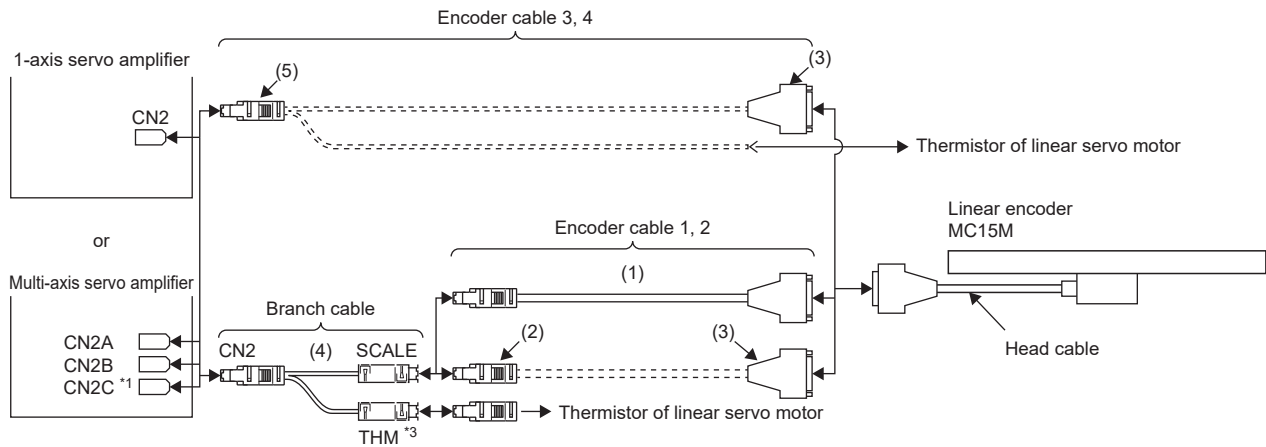 Encoder cable 3, 4
1-axis servo amplifier
(5)
(3)
CN2
Thermistor of linear servo motor
Linear encoder
MC15M
or
Encoder cable 1, 2
(1)
Multi-axis servo amplifier
Branch cable
CN2A
CN2B
CN2C *1
CN2
(4)
SCALE
(2)
(3)
Head cable
Thermistor of linear servo motor
THM *3